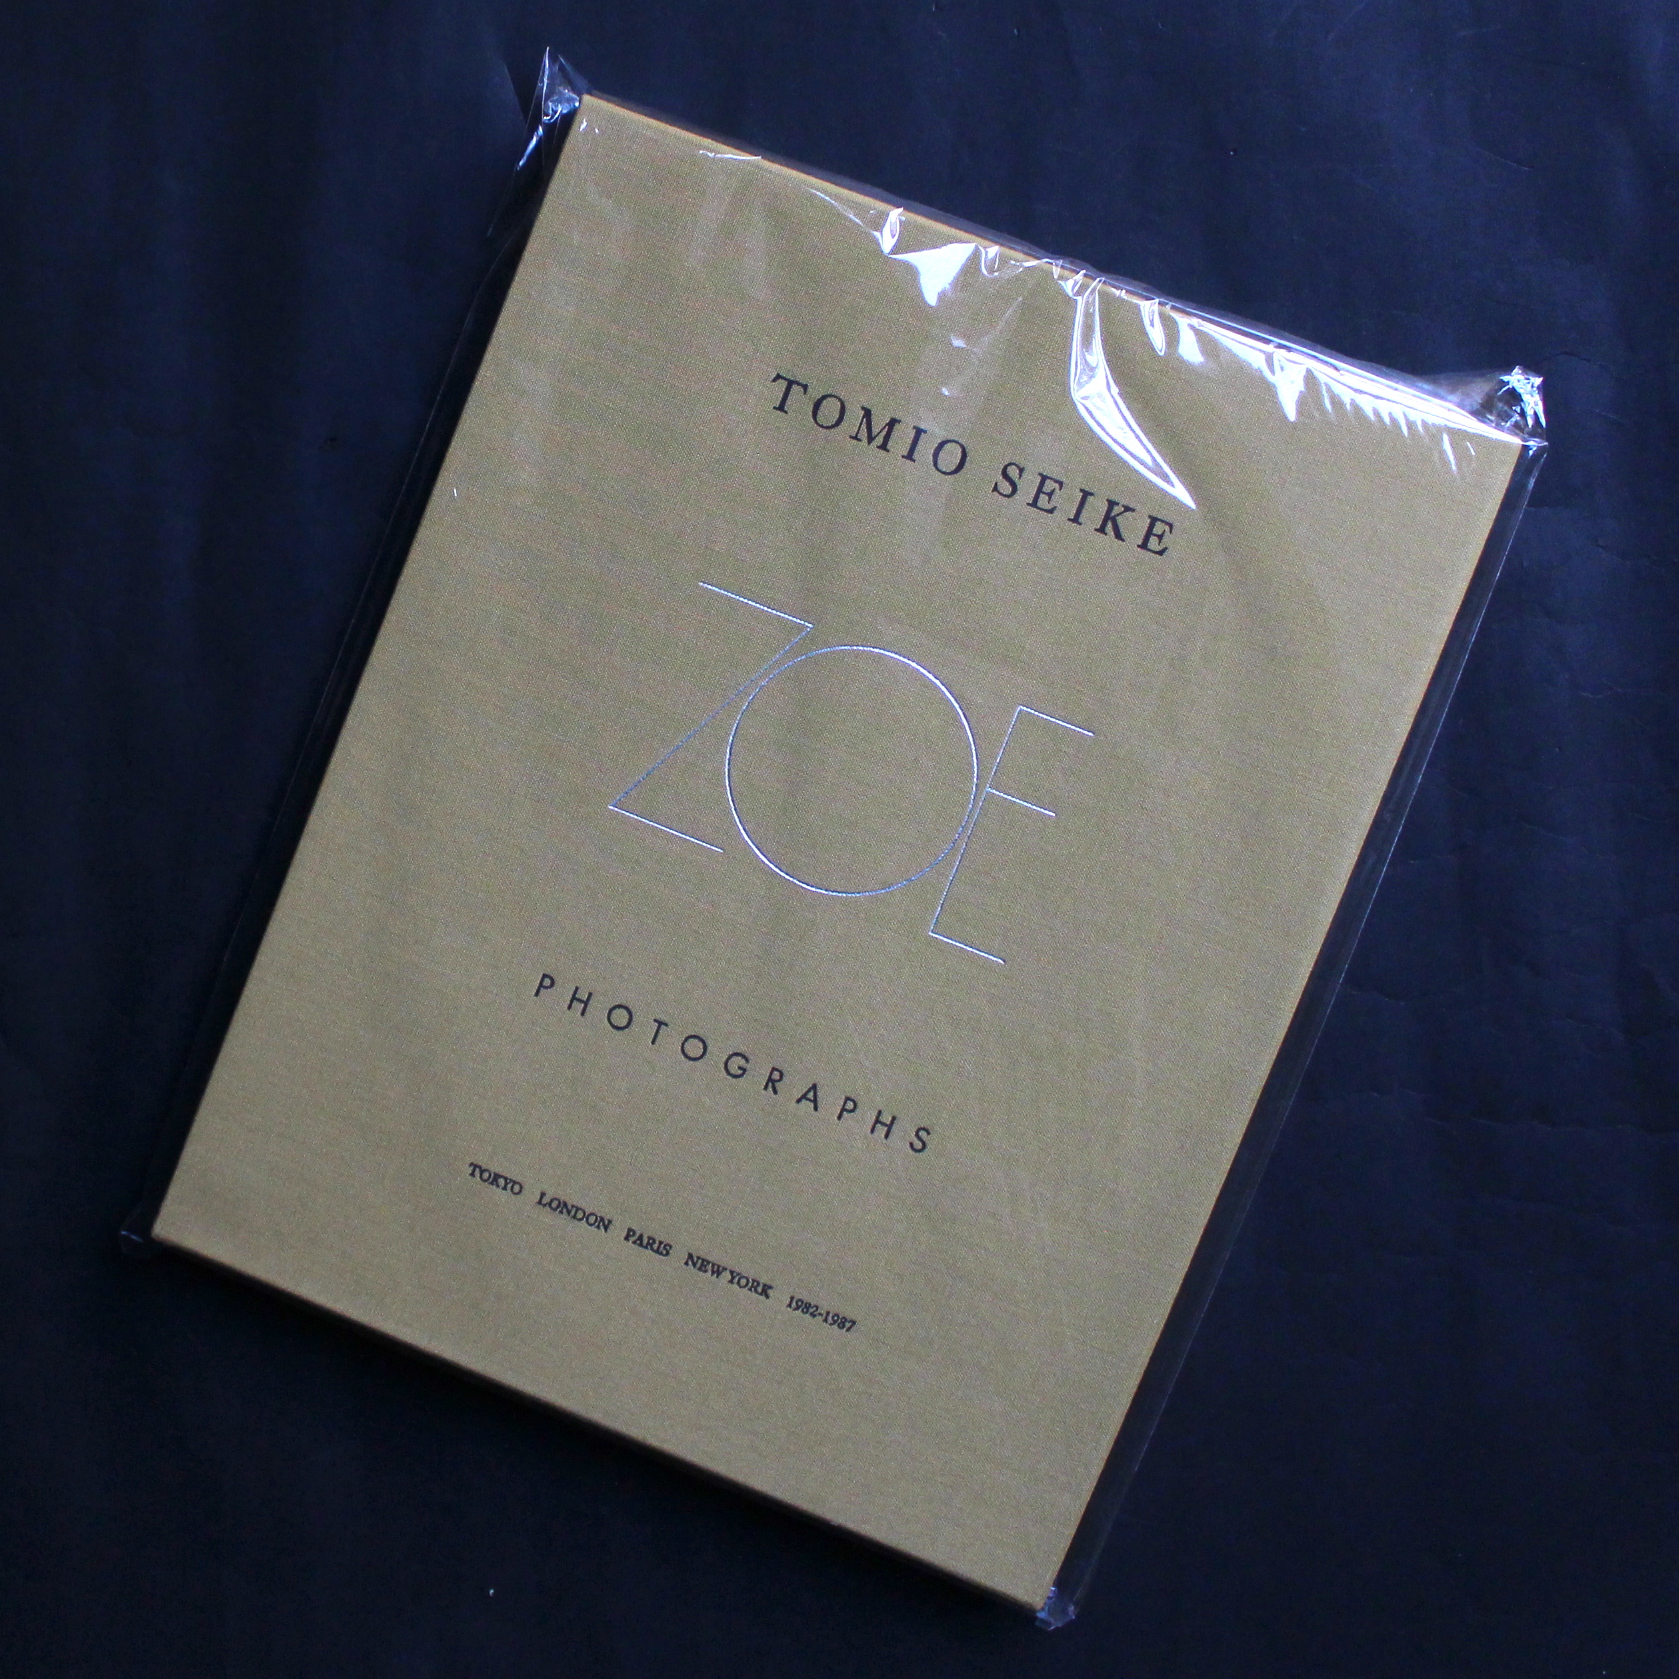 TOMIO SEIKE
ZOE
PHOTOGRAPHS
TOKYO LONDON PARIS NEW YORK 1982-1987